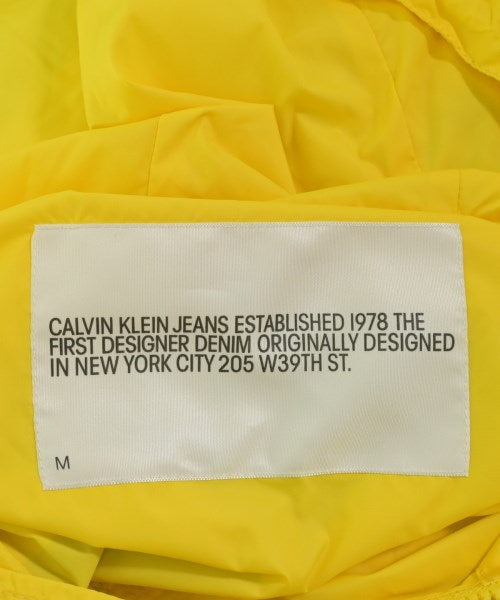 CALVIN KLEIN JEANS ESTABLISHED 1978 THE
FIRST DESIGNER DENIM ORIGINALLY DESIGNED
IN NEW YORK CITY 205 W39TH ST.
M